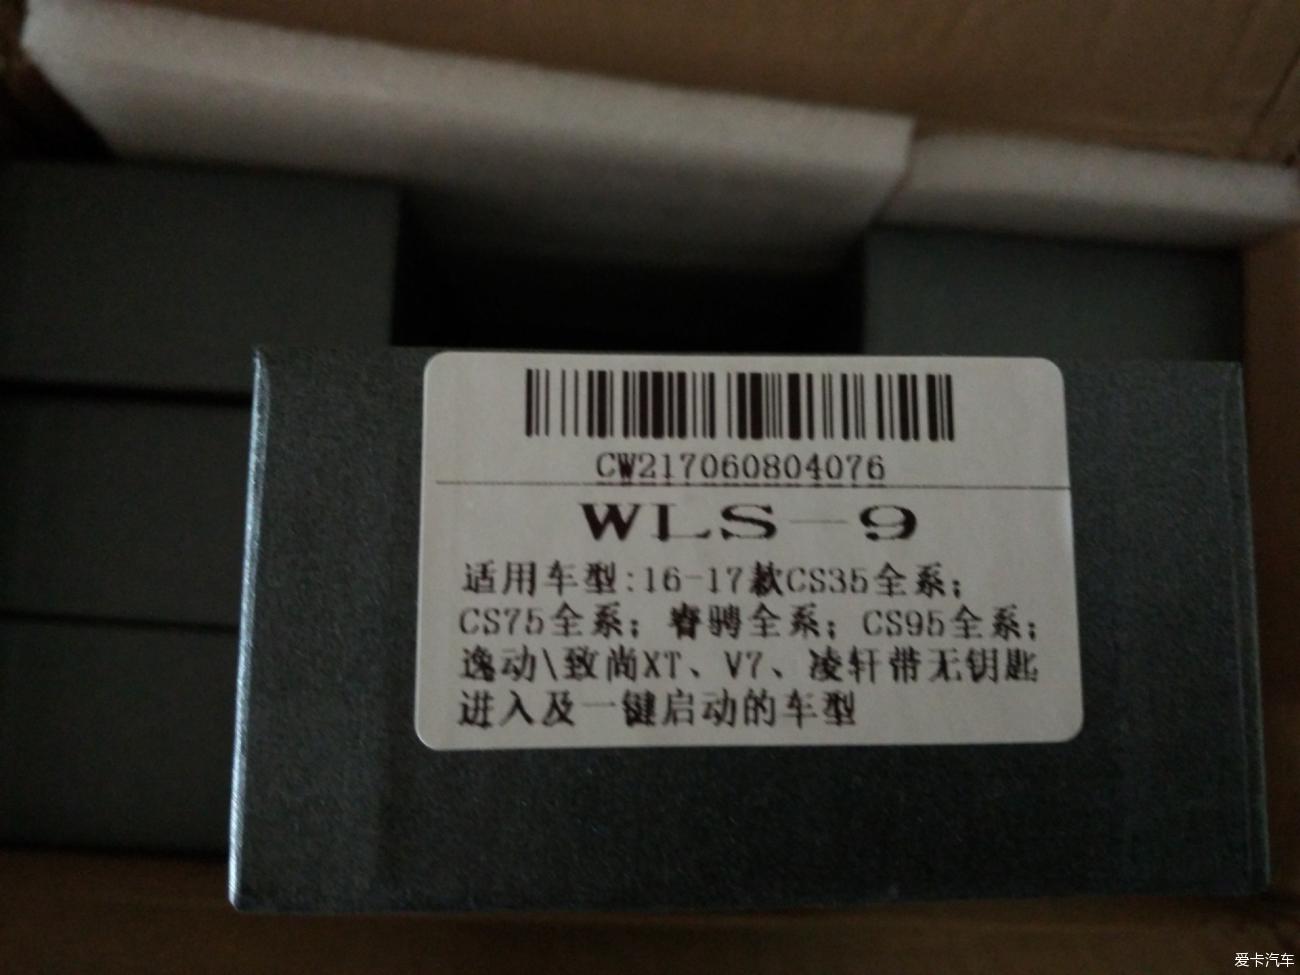 CW217060804076
WLS-9
适用车型:16-17款CS35全系;
CS75全系;睿骋全系;CS95全系;
逸动\致尚XT、V7、凌轩带无钥匙
进入及一键启动的车型
爱卡汽车